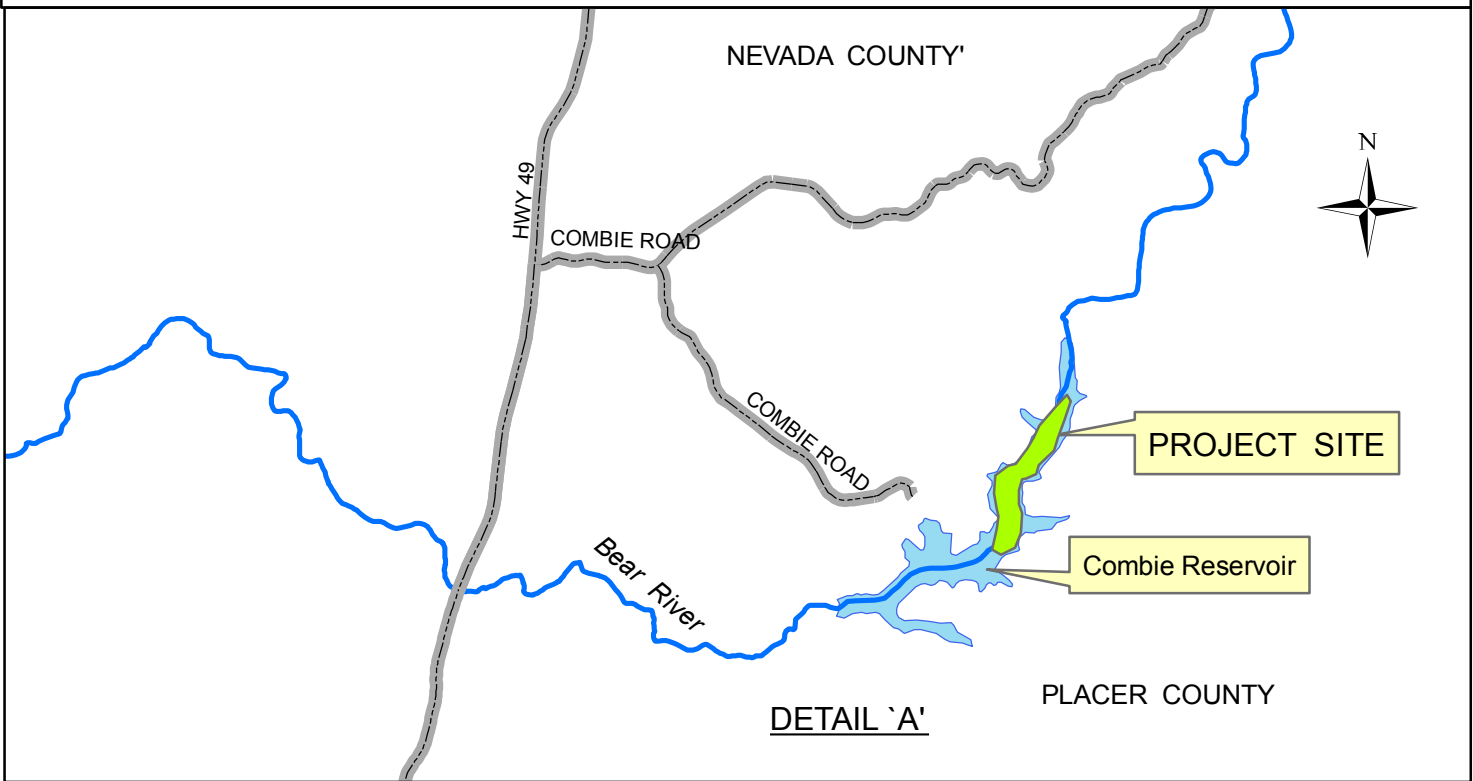 NEVADA COUNTY'
N
HWY 49
COMBIE ROAD
COMBIE ROAD
PROJECT SITE
Bear River
Combie Reservoir
PLACER COUNTY
DETAIL `A'